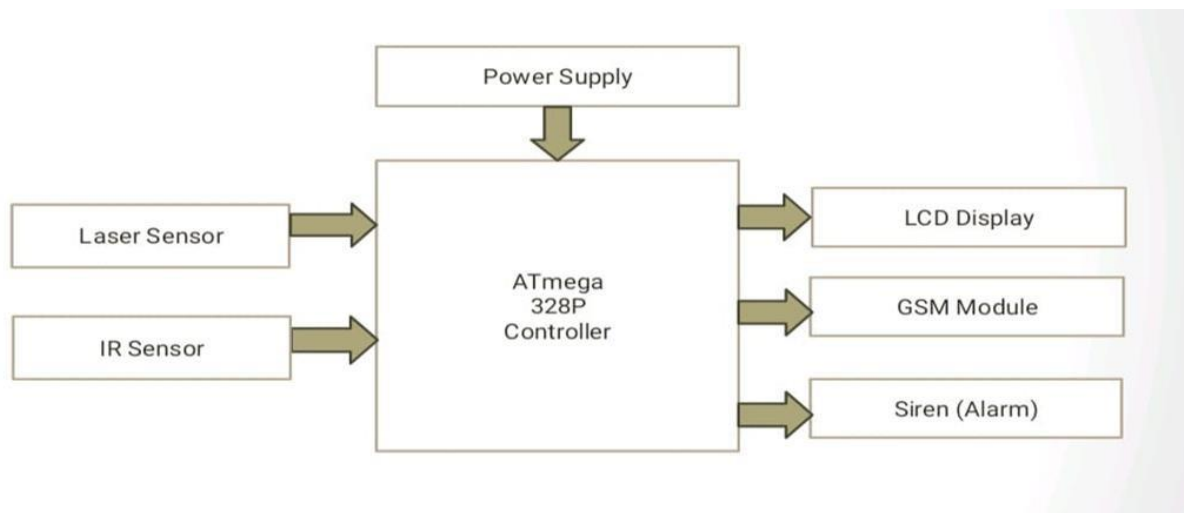 Power Supply
Laser Sensor
IR Sensor
ATmega
328P
Controller
LCD Display
GSM Module
Siren (Alarm)